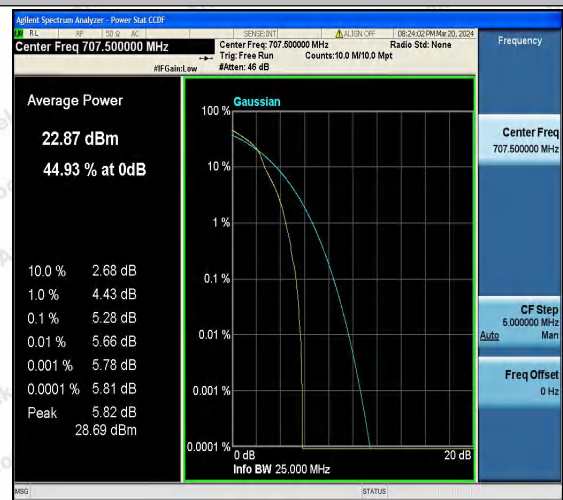 Agilent Spectrum Analyzer - Power Stat CCDF
RL RF 50 Ω AC SENSE:INT ALIGN OFF 08:24:02 PM Mar 20, 2024
Center Freq 707.500000 MHz
Center Freq: 707.500000 MHz
Radio Std: None
Trig: Free Run Counts:10.0 M/10.0 Mpt
#IFGain:Low #Atten: 46 dB
Frequency
Average Power
22.87 dBm
44.93 % at 0dB
10.0 % 2.68 dB
1.0 % 4.43 dB
0.1 % 5.28 dB
0.01 % 5.66 dB
0.001 % 5.78 dB
0.0001 % 5.81 dB
Peak 5.82 dB
28.69 dBm
Gaussian
100 %
10 %
1 %
0.1 %
0.01 %
0.001 %
0.0001 %
0 dB 20 dB
Info BW 25.000 MHz
Center Freq
707.500000 MHz
CF Step
5.000000 MHz
Auto Man
Freq Offset
0 Hz
MSG STATUS